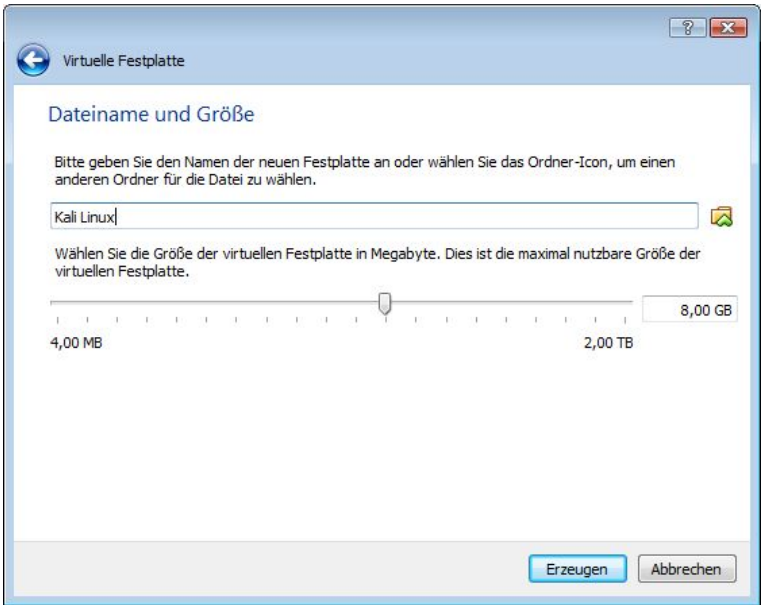 ?
Virtuelle Festplatte
Dateiname und Größe
Bitte geben Sie den Namen der neuen Festplatte an oder wählen Sie das Ordner-Icon, um einen
anderen Ordner für die Datei zu wählen.
Kali Linux
Wählen Sie die Größe der virtuellen Festplatte in Megabyte. Dies ist die maximal nutzbare Größe der
virtuellen Festplatte.
8,00 GB
4,00 MB 2,00 TB
Erzeugen Abbrechen